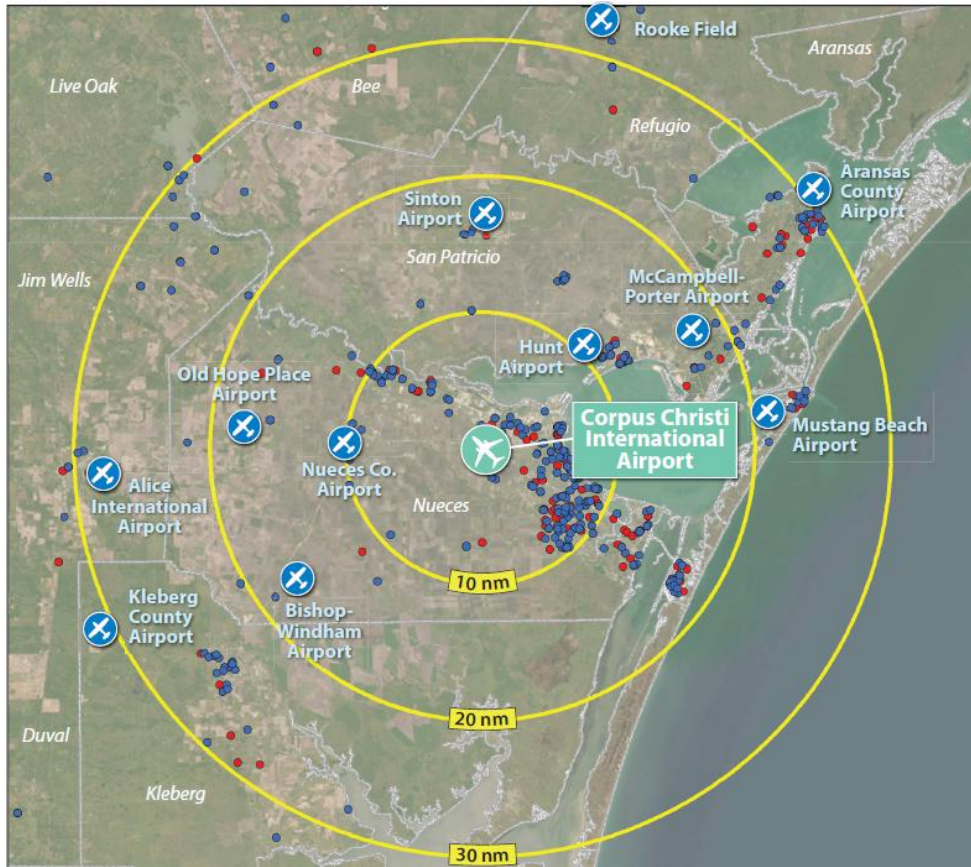 Rooke Field
Aransas
Live Oak
Bee
Refugio
Aransas
County
Airport
Sinton
Airport
San Patricio
Jim Wells
McCampbell-
Porter Airport
Hunt
Airport
Old Hope Place
Airport
Corpus Christi
International
Airport
Mustang Beach
Airport
Nueces Co.
Airport
Alice
International
Airport
Nueces
10 nm
Kleberg
County
Airport
Bishop-
Windham
Airport
20 nm
Duval
Kleberg
30 nm